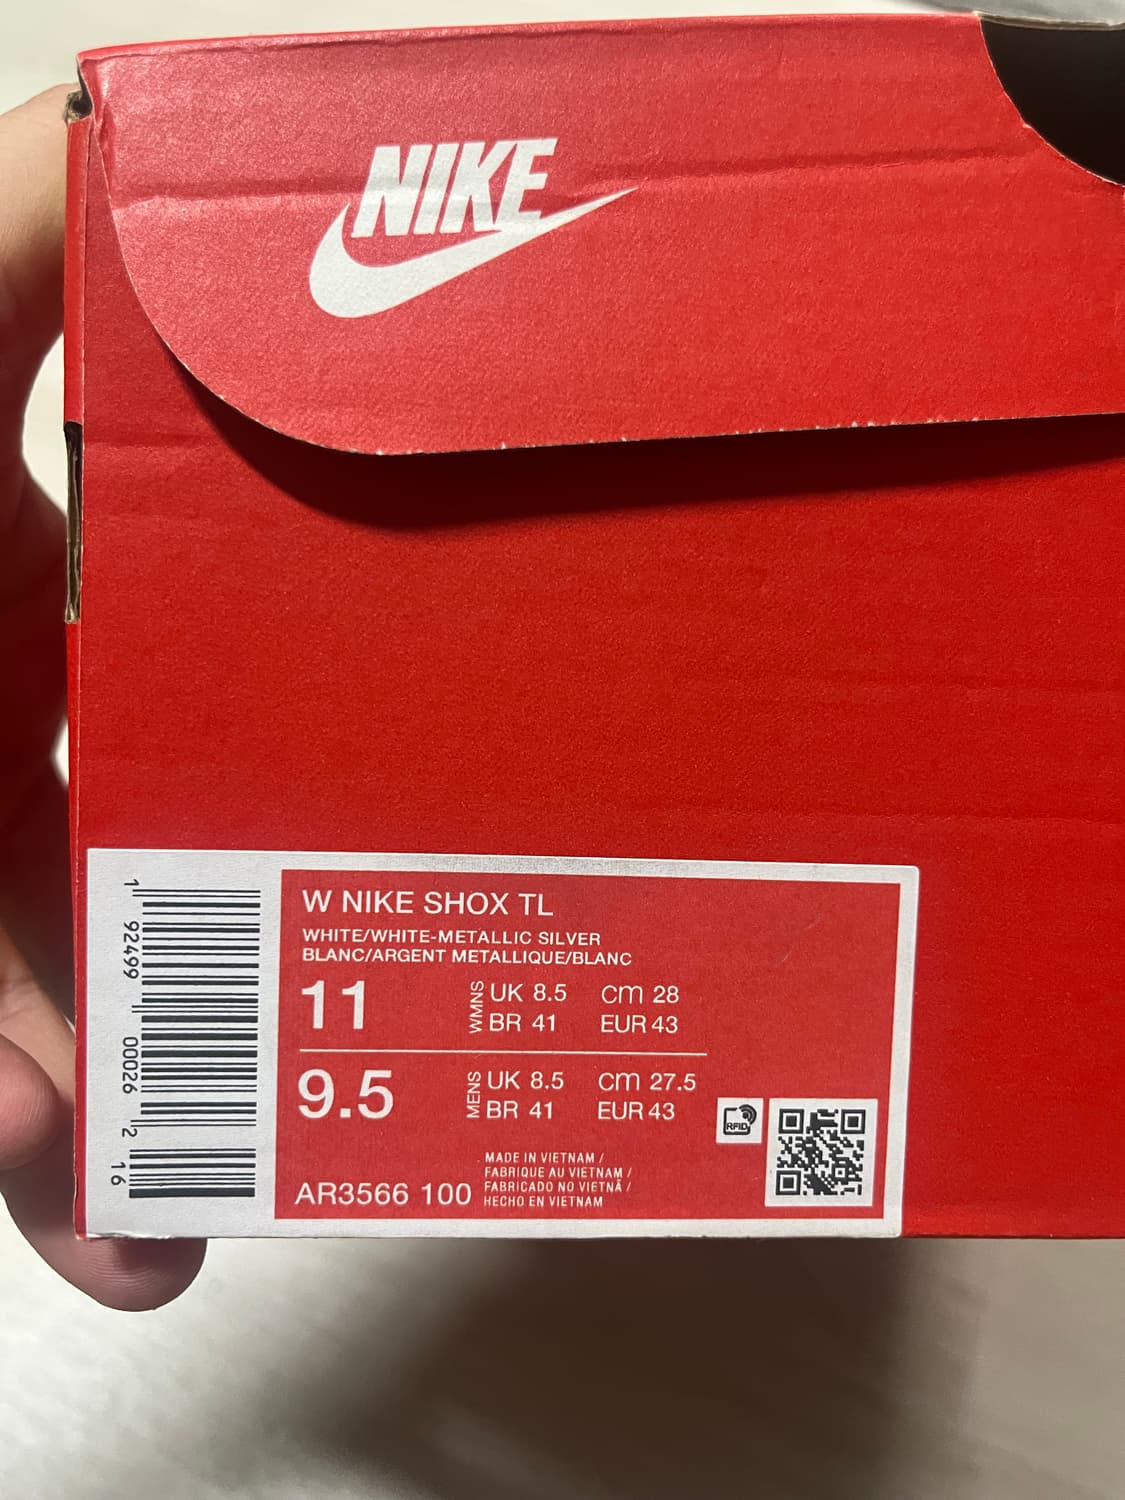 NIKE
W NIKE SHOX TL
WHITE/WHITE-METALLIC SILVER
BLANC/ARGENT METALLIQUE/BLANC
11 WMNS UK 8.5 cm 28
BR 41 EUR 43
9.5 MENS UK 8.5 cm 27.5
BR 41 EUR 43
RFID
AR3566 100
MADE IN VIETNAM /
FABRIQUE AU VIETNAM /
FABRICADO NO VIETNÃ /
HECHO EN VIETNAM
1 92499 00026 2 16